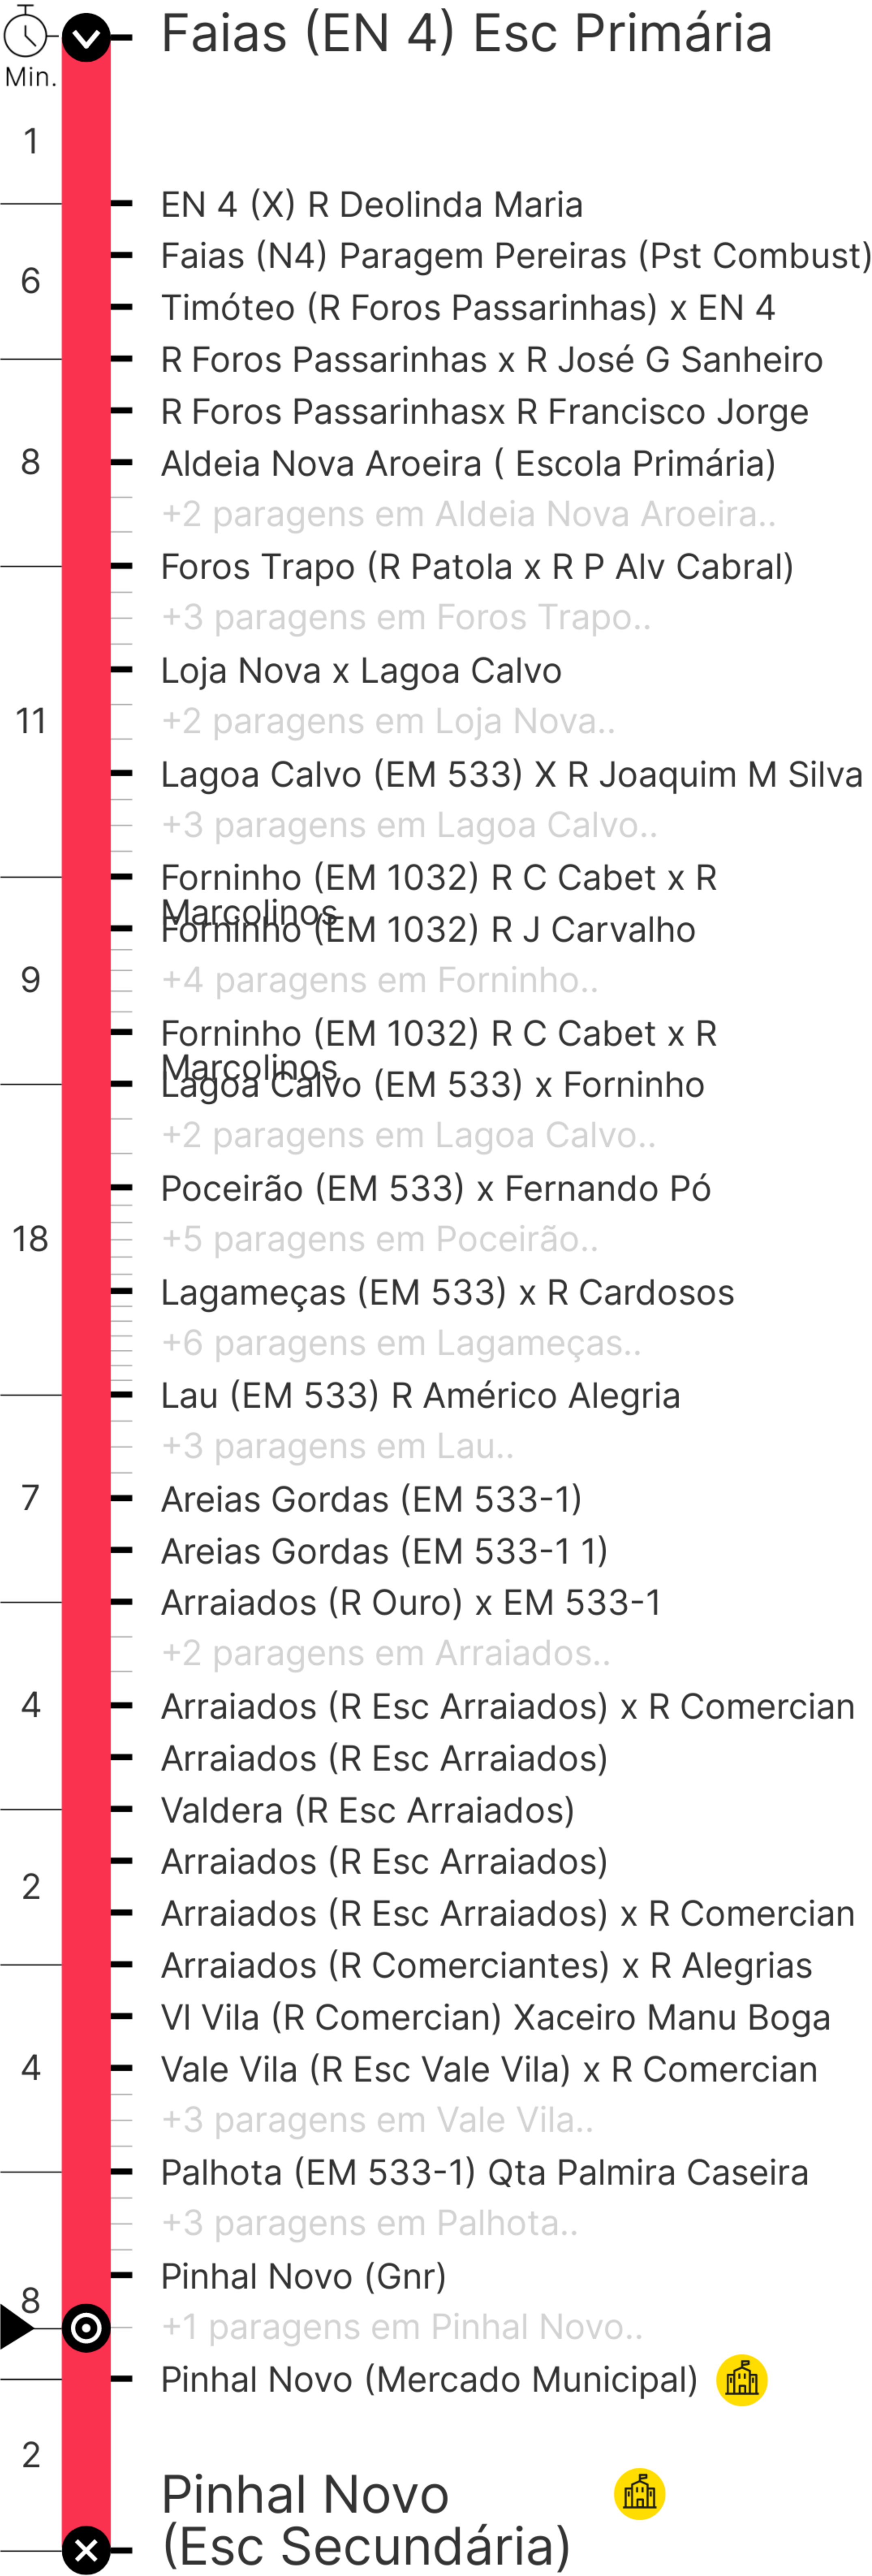 Faias (EN 4) Esc Primária
Min.
1
EN 4 (X) R Deolinda Maria
Faias (N4) Paragem Pereiras (Pst Combust)
6
Timóteo (R Foros Passarinhas) x EN 4
R Foros Passarinhas x R José G Sanheiro
R Foros Passarinhasx R Francisco Jorge
8
Aldeia Nova Aroeira ( Escola Primária)
+2 paragens em Aldeia Nova Aroeira..
Foros Trapo (R Patola x R P Alv Cabral)
+3 paragens em Foros Trapo..
Loja Nova x Lagoa Calvo
11
+2 paragens em Loja Nova..
Lagoa Calvo (EM 533) X R Joaquim M Silva
+3 paragens em Lagoa Calvo..
Forninho (EM 1032) R C Cabet x R
Marcolinos
Forninho (EM 1032) R J Carvalho
9
+4 paragens em Forninho..
Forninho (EM 1032) R C Cabet x R
Marcolinos
Lagoa Calvo (EM 533) x Forninho
+2 paragens em Lagoa Calvo..
Poceirão (EM 533) x Fernando Pó
18
+5 paragens em Poceirão..
Lagameças (EM 533) x R Cardosos
+6 paragens em Lagameças..
Lau (EM 533) R Américo Alegria
+3 paragens em Lau..
7
Areias Gordas (EM 533-1)
Areias Gordas (EM 533-1 1)
Arraiados (R Ouro) x EM 533-1
+2 paragens em Arraiados..
4
Arraiados (R Esc Arraiados) x R Comercian
Arraiados (R Esc Arraiados)
Valdera (R Esc Arraiados)
Arraiados (R Esc Arraiados)
2
Arraiados (R Esc Arraiados) x R Comercian
Arraiados (R Comerciantes) x R Alegrias
Vl Vila (R Comercian) Xaceiro Manu Boga
4
Vale Vila (R Esc Vale Vila) x R Comercian
+3 paragens em Vale Vila..
Palhota (EM 533-1) Qta Palmira Caseira
+3 paragens em Palhota..
Pinhal Novo (Gnr)
8
+1 paragens em Pinhal Novo..
Pinhal Novo (Mercado Municipal)
2
Pinhal Novo
(Esc Secundária)